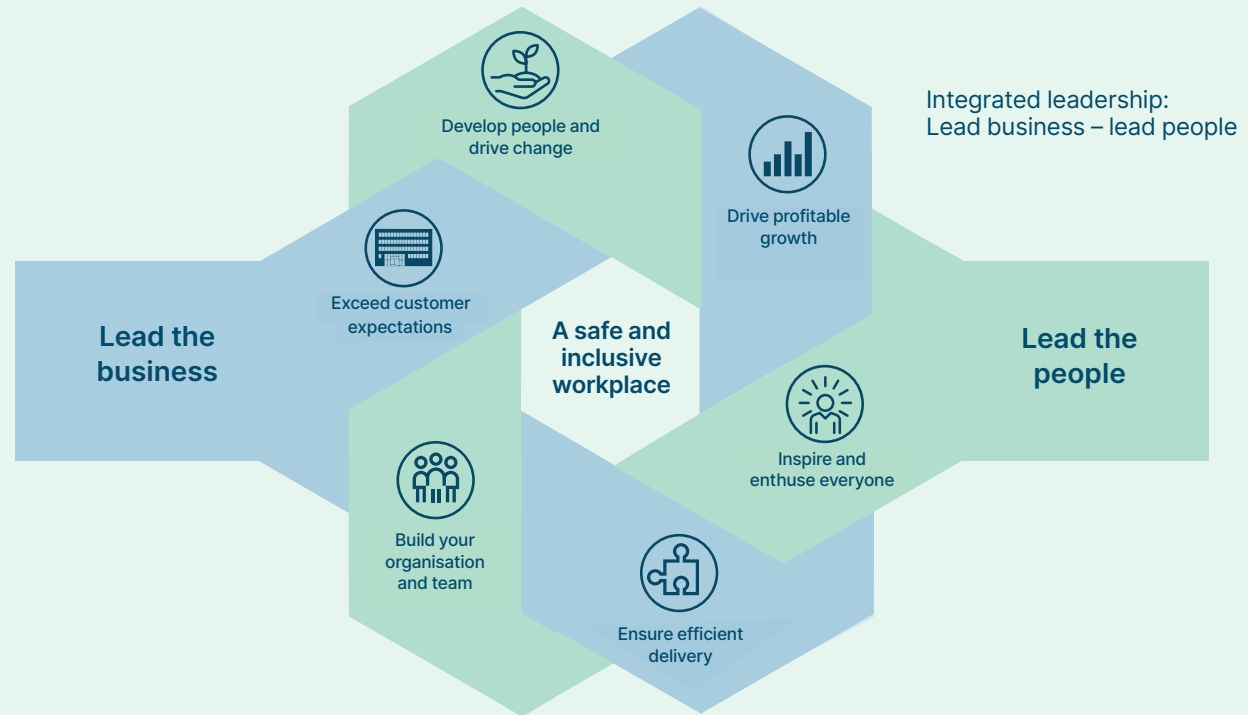 Integrated leadership:
Lead business – lead people
Develop people and
drive change
Drive profitable
growth
Exceed customer
expectations
Lead the
business
A safe and
inclusive
workplace
Lead the
people
Inspire and
enthuse everyone
Build your
organisation
and team
Ensure efficient
delivery